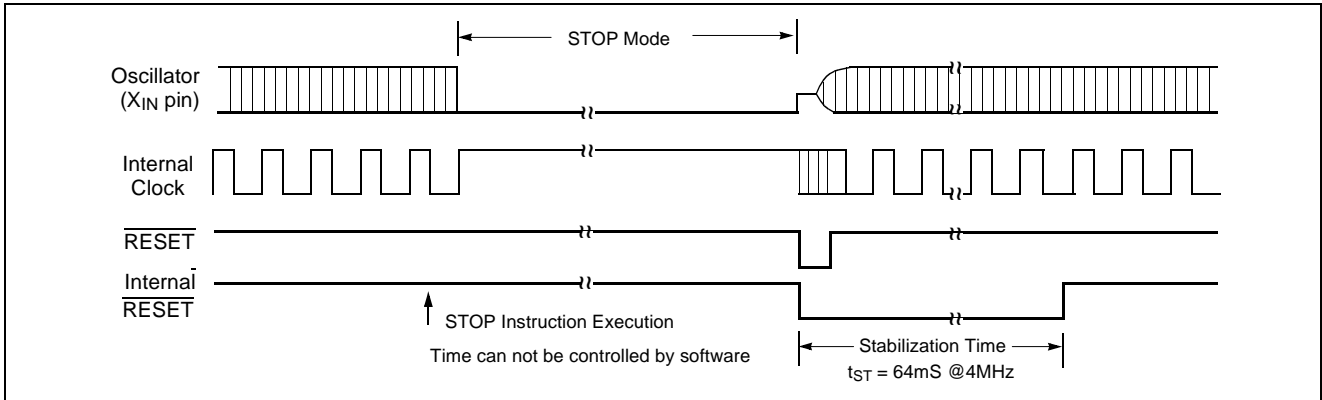 STOP Mode
Oscillator
(XIN pin)
Internal
Clock
RESET
Internal
RESET
STOP Instruction Execution
Time can not be controlled by software
Stabilization Time
tST = 64mS @4MHz